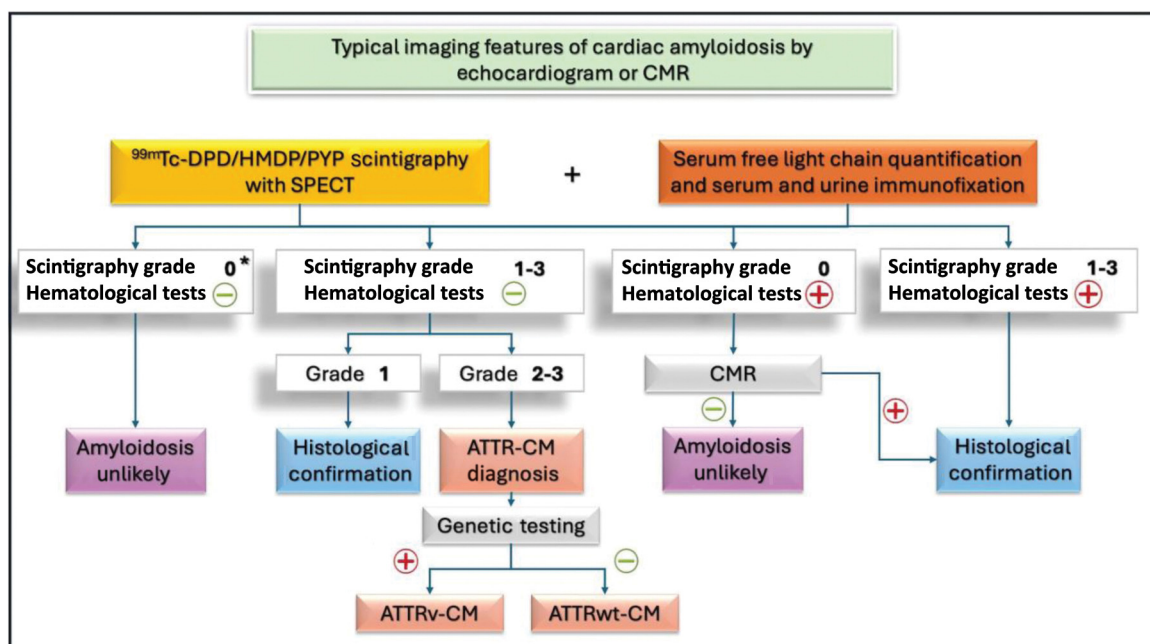 Typical imaging features of cardiac amyloidosis by
echocardiogram or CMR
99mTc-DPD/HMDP/PYP scintigraphy
with SPECT
+
Serum free light chain quantification
and serum and urine immunofixation
Scintigraphy grade 0*
Hematological tests −
Scintigraphy grade 1-3
Hematological tests −
Scintigraphy grade 0
Hematological tests +
Scintigraphy grade 1-3
Hematological tests +
Grade 1
Grade 2-3
CMR
−
+
Amyloidosis
unlikely
Histological
confirmation
ATTR-CM
diagnosis
Amyloidosis
unlikely
Histological
confirmation
Genetic testing
+
−
ATTRv-CM
ATTRwt-CM